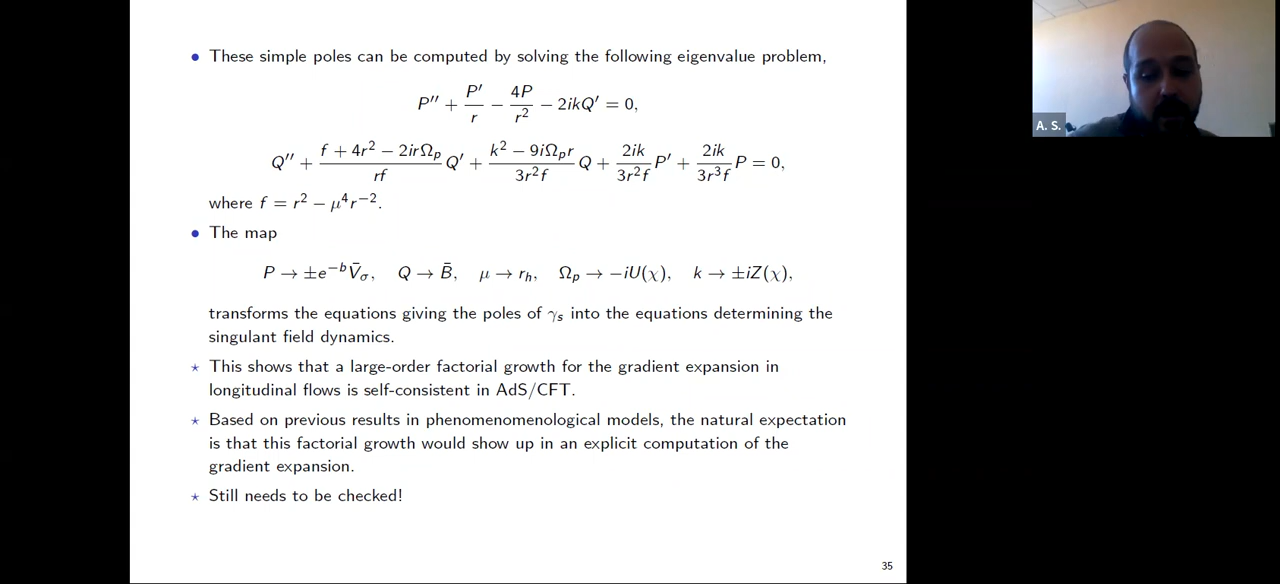 • These simple poles can be computed by solving the following eigenvalue problem,
P′′ + P′/r − 4P/r² − 2ikQ′ = 0,
Q′′ + (f + 4r² − 2irΩₚ)/(rf) Q′ + (k² − 9iΩₚr)/(3r²f) Q + 2ik/(3r²f) P′ + 2ik/(3r³f) P = 0,
where f = r² − μ⁴r⁻².
• The map
P → ±e⁻ᵇV̄_σ, Q → B̄, μ → r_h, Ωₚ → −iU(χ), k → ±iZ(χ),
transforms the equations giving the poles of γₛ into the equations determining the
singulant field dynamics.
⋆ This shows that a large-order factorial growth for the gradient expansion in
longitudinal flows is self-consistent in AdS/CFT.
⋆ Based on previous results in phenomenomenological models, the natural expectation
is that this factorial growth would show up in an explicit computation of the
gradient expansion.
⋆ Still needs to be checked!
35
A. S.